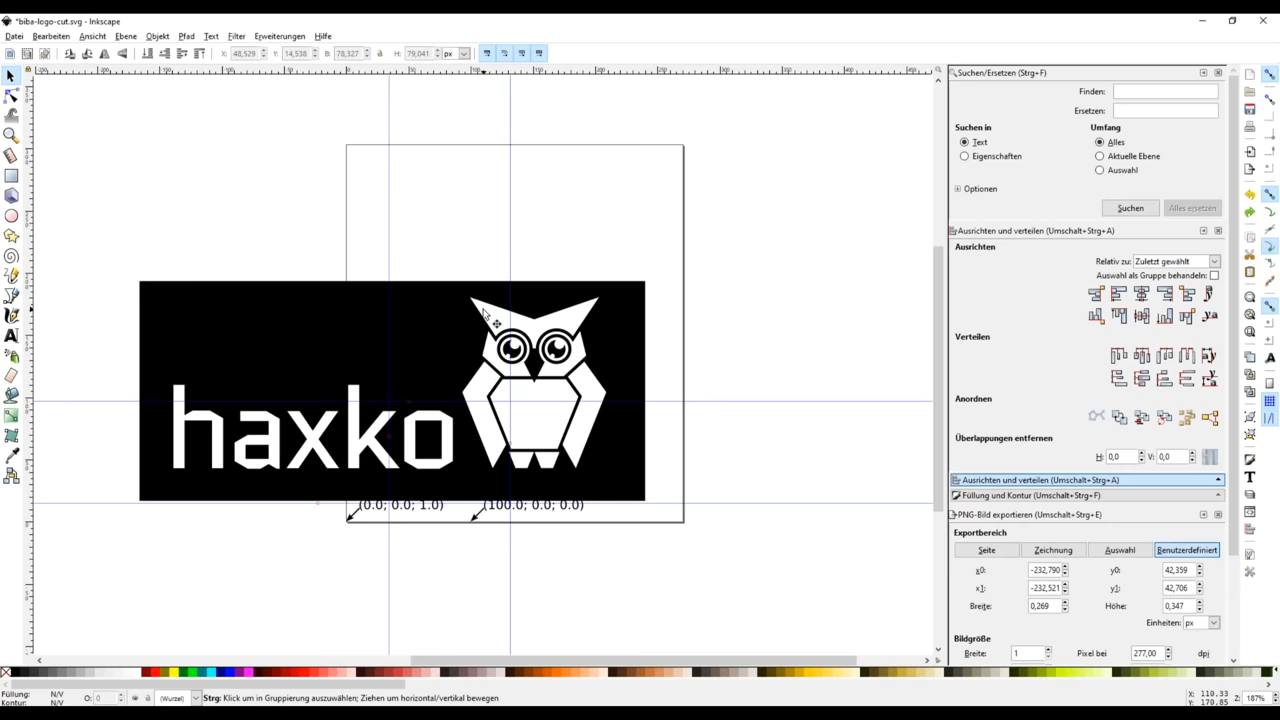 *biba-logo-cut.svg - Inkscape
Datei Bearbeiten Ansicht Ebene Objekt Pfad Text Filter Erweiterungen Hilfe
X: 48,529 Y: 14,538 B: 78,327 H: 79,041 px
Suchen/Ersetzen (Strg+F)
Finden:
Ersetzen:
Suchen in Umfang
Text Alles
Eigenschaften Aktuelle Ebene
Auswahl
Optionen
Suchen Alles ersetzen
Ausrichten und verteilen (Umschalt+Strg+A)
Ausrichten
Relativ zu: Zuletzt gewählt
Auswahl als Gruppe behandeln:
Verteilen
Anordnen
Überlappungen entfernen
H: 0,0 V: 0,0
Ausrichten und verteilen (Umschalt+Strg+A)
Füllung und Kontur (Umschalt+Strg+F)
PNG-Bild exportieren (Umschalt+Strg+E)
Exportbereich
Seite Zeichnung Auswahl Benutzerdefiniert
x0: -232,790 y0: 42,359
x1: -232,521 y1: 42,706
Breite: 0,269 Höhe: 0,347
Einheiten: px
Bildgröße
Breite: 1 Pixel bei 277,00 dpi
haxko
(0.0; 0.0; 1.0) (100.0; 0.0; 0.0)
Füllung: N/V
Kontur: N/V
O: 0
(Wurzel)
Strg: Klick um in Gruppierung auszuwählen; Ziehen um horizontal/vertikal bewegen
X: 110.33
Y: 170.85
Z: 187%